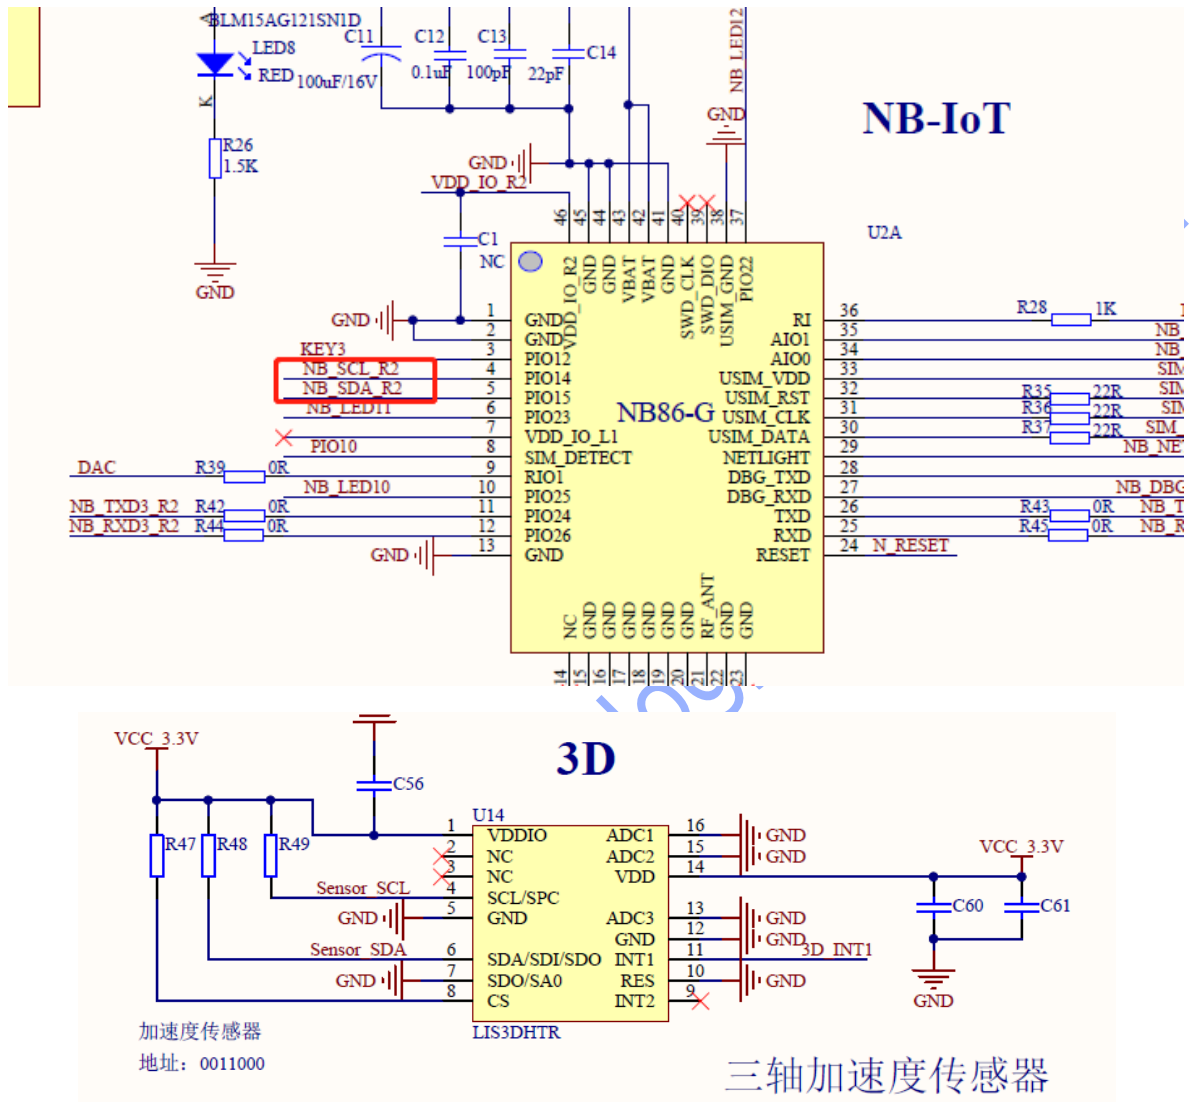 BLM15AG121SN1D
A
LED8
RED
K
R26
1.5K
GND
C11
100uF/16V
C12
0.1uF
C13
100pF
C14
22pF
NB_LED12
GND
NB-IoT
GND
VDD_IO_R2
C1
NC
U2A
46 45 44 43 42 41 40 39 38 37
VDD_IO_R2 GND GND VBAT VBAT GND SWD_CLK SWD_DIO USIM_GND PIO22
GND
1 GND
2 GND
KEY3 3 PIO12
NB_SCL_R2 4 PIO14
NB_SDA_R2 5 PIO15
NB_LED11 6 PIO23
7 VDD_IO_L1
PIO10 8 SIM_DETECT
DAC R39 0R 9 RIO1
NB_LED10 10 PIO25
NB_TXD3_R2 R42 0R 11 PIO24
NB_RXD3_R2 R44 0R 12 PIO26
GND 13 GND
NB86-G
RI 36 R28 1K
AIO1 35 NB_
AIO0 34 NB_
USIM_VDD 33 SIM
USIM_RST 32 R35 22R SIM
USIM_CLK 31 R36 22R SIM
USIM_DATA 30 R37 22R SIM_
NETLIGHT 29 NB_NET
DBG_TXD 28
DBG_RXD 27 NB_DBG
TXD 26 R43 0R NB_T
RXD 25 R45 0R NB_R
RESET 24 N_RESET
NC GND GND GND GND GND GND RF_ANT GND GND
14 15 16 17 18 19 20 21 22 23
log
VCC_3.3V
C56
3D
R47 R48 R49
U14
1 VDDIO
2 NC
3 NC
Sensor_SCL 4 SCL/SPC
GND 5 GND
Sensor_SDA 6 SDA/SDI/SDO
GND 7 SDO/SA0
8 CS
LIS3DHTR
ADC1 16 GND
ADC2 15 GND
VDD 14
ADC3 13 GND
GND 12 GND
INT1 11 3D_INT1
RES 10 GND
INT2 9
VCC_3.3V
C60 C61
GND
加速度传感器
地址：0011000
三轴加速度传感器